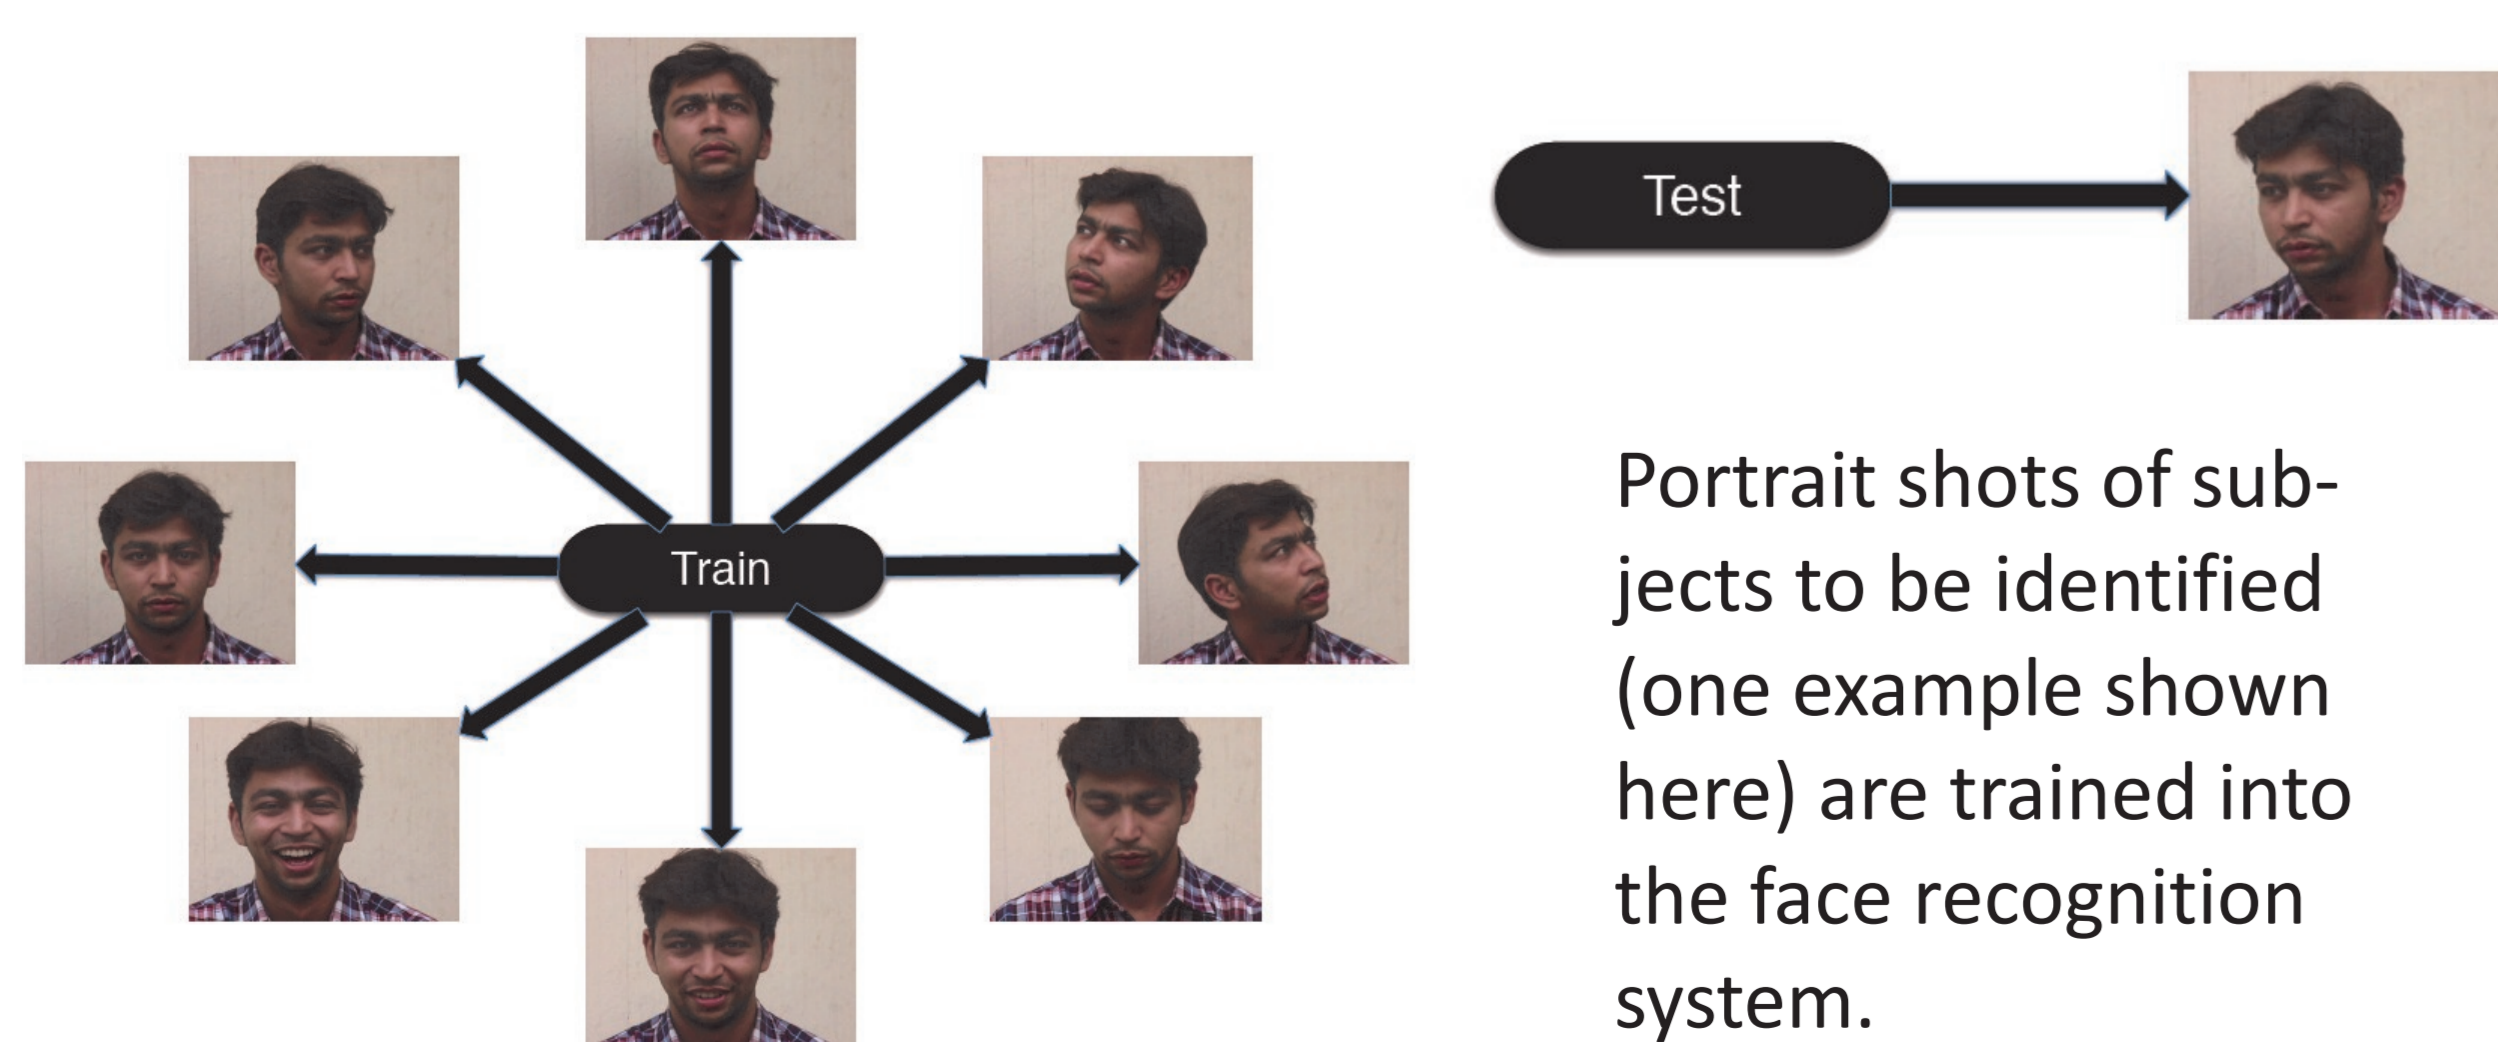 Train
Test
Portrait shots of sub-
jects to be identified
(one example shown
here) are trained into
the face recognition
system.